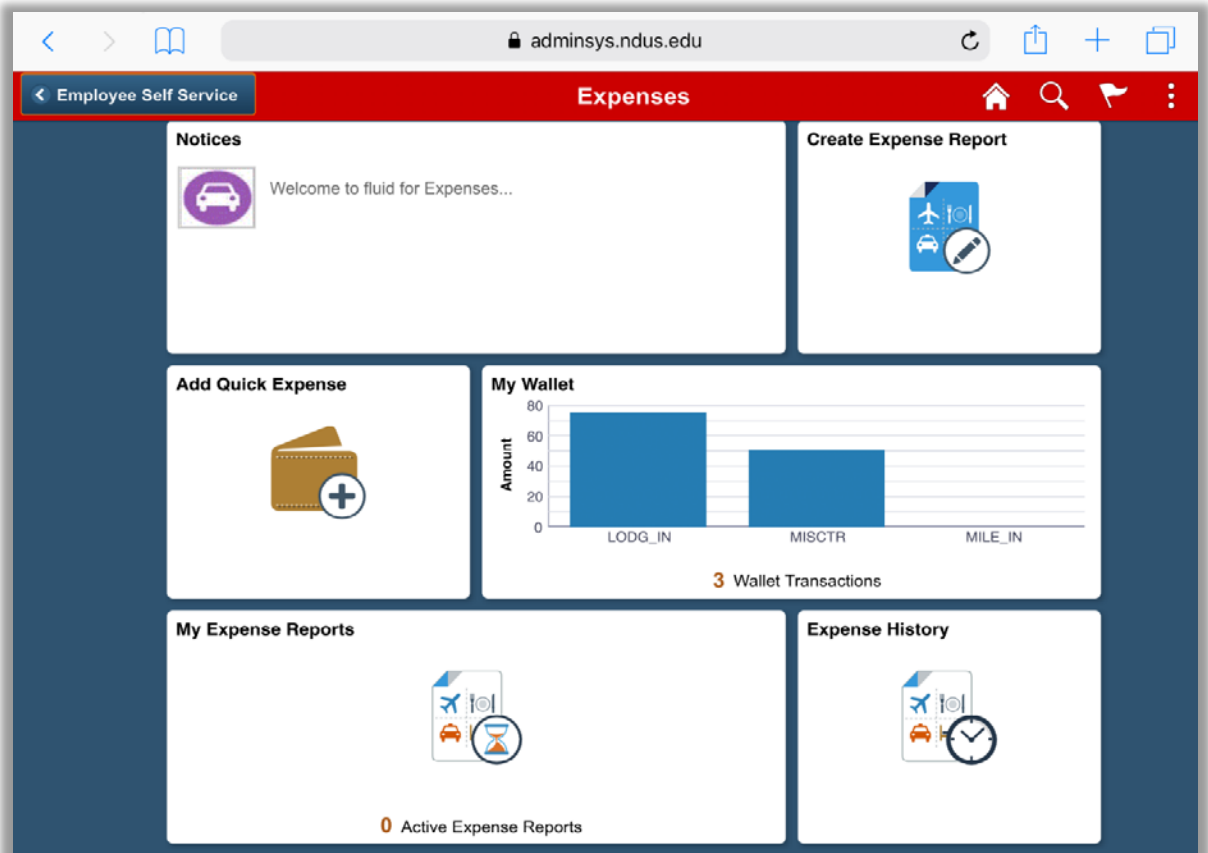 adminsys.ndus.edu
Employee Self Service
Expenses
Notices
Welcome to fluid for Expenses...
Create Expense Report
Add Quick Expense
My Wallet
Amount
80
60
40
20
0
LODG_IN MISCTR MILE_IN
3 Wallet Transactions
My Expense Reports
0 Active Expense Reports
Expense History